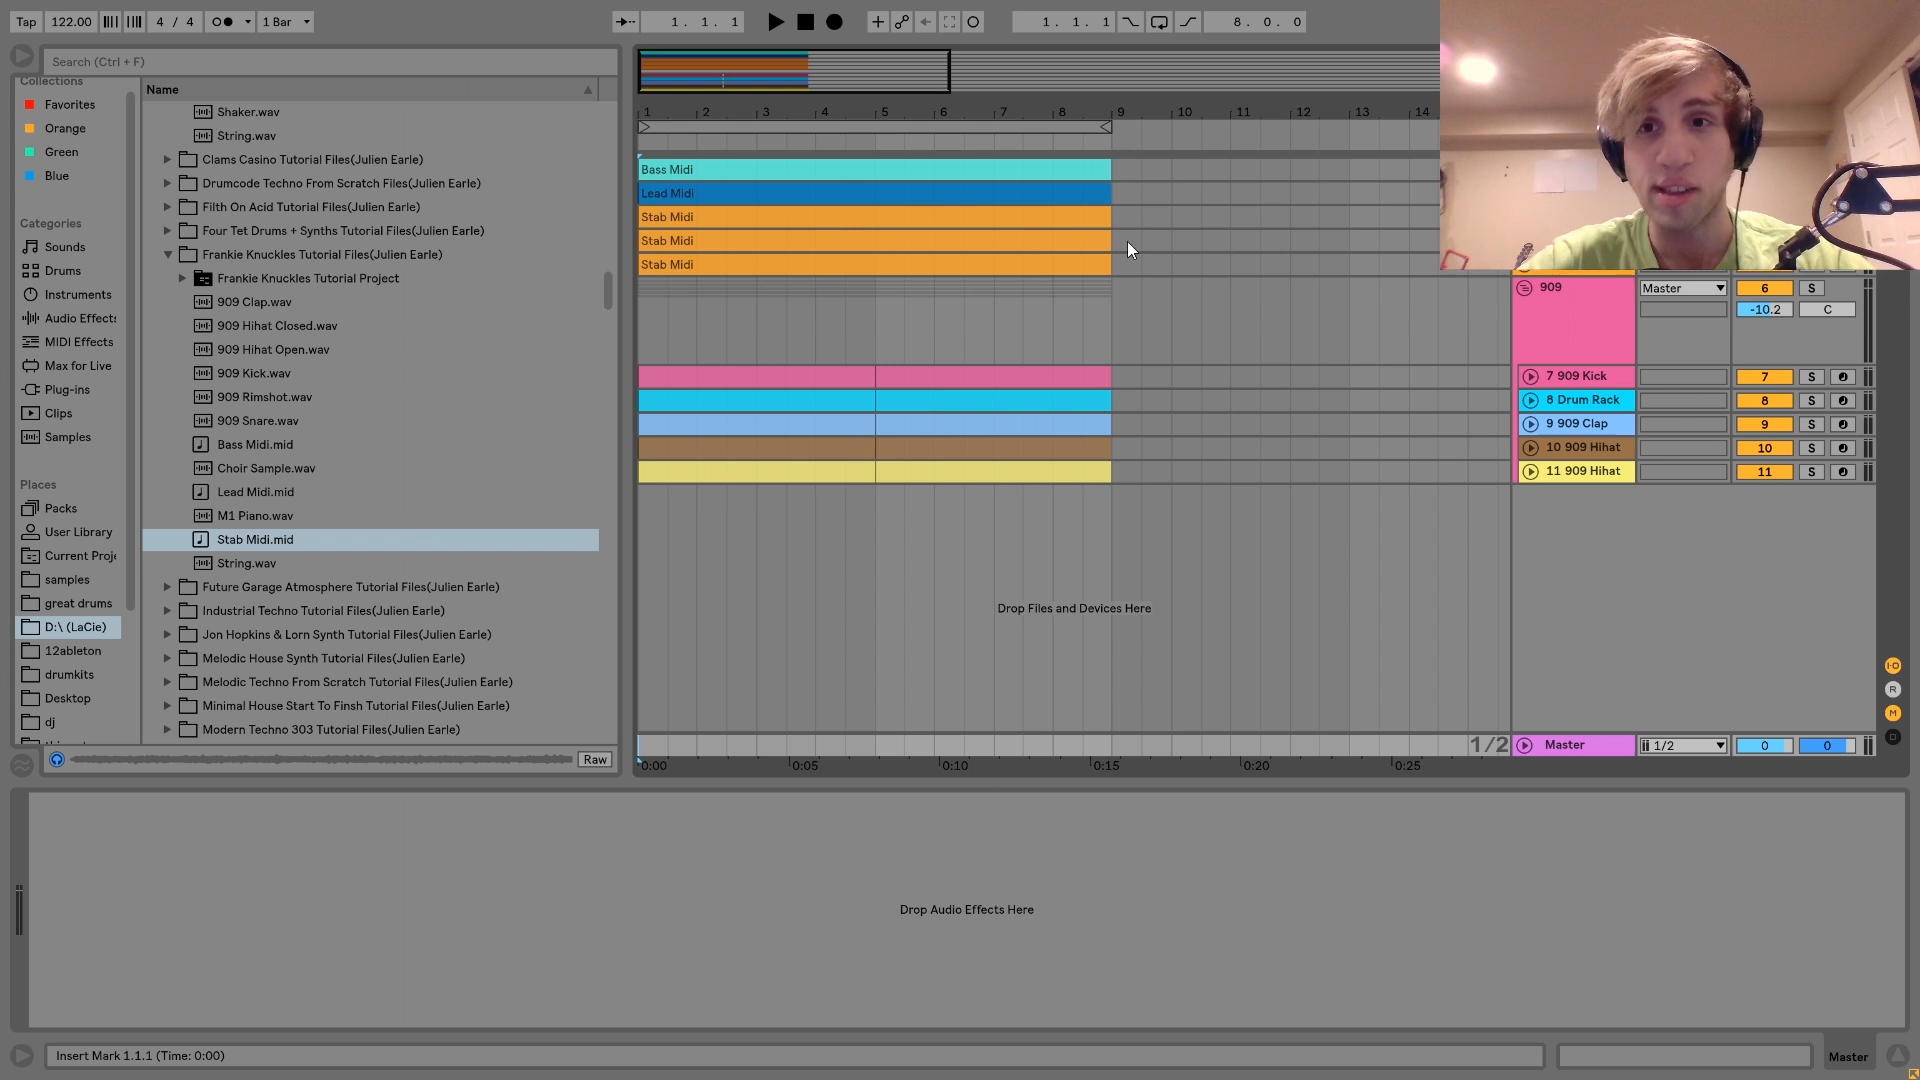 Tap 122.00 4 / 4 1 Bar 1. 1. 1 1. 1. 1 8. 0. 0
Search (Ctrl + F)
Collections
Favorites
Orange
Green
Blue
Categories
Sounds
Drums
Instruments
Audio Effects
MIDI Effects
Max for Live
Plug-ins
Clips
Samples
Places
Packs
User Library
Current Proje
samples
great drums
D:\ (LaCie)
12ableton
drumkits
Desktop
dj
Name
Shaker.wav
String.wav
Clams Casino Tutorial Files(Julien Earle)
Drumcode Techno From Scratch Files(Julien Earle)
Filth On Acid Tutorial Files(Julien Earle)
Four Tet Drums + Synths Tutorial Files(Julien Earle)
Frankie Knuckles Tutorial Files(Julien Earle)
Frankie Knuckles Tutorial Project
909 Clap.wav
909 Hihat Closed.wav
909 Hihat Open.wav
909 Kick.wav
909 Rimshot.wav
909 Snare.wav
Bass Midi.mid
Choir Sample.wav
Lead Midi.mid
M1 Piano.wav
Stab Midi.mid
String.wav
Future Garage Atmosphere Tutorial Files(Julien Earle)
Industrial Techno Tutorial Files(Julien Earle)
Jon Hopkins & Lorn Synth Tutorial Files(Julien Earle)
Melodic House Synth Tutorial Files(Julien Earle)
Melodic Techno From Scratch Tutorial Files(Julien Earle)
Minimal House Start To Finsh Tutorial Files(Julien Earle)
Modern Techno 303 Tutorial Files(Julien Earle)
Raw
1 2 3 4 5 6 7 8 9 10 11 12 13 14
Bass Midi
Lead Midi
Stab Midi
Stab Midi
Stab Midi
909 Master 6 S
-10.2 C
7 909 Kick 7 S
8 Drum Rack 8 S
9 909 Clap 9 S
10 909 Hihat 10 S
11 909 Hihat 11 S
Drop Files and Devices Here
I·O
R
M
D
1/2 Master 1/2 0 0
0:00 0:05 0:10 0:15 0:20 0:25
Drop Audio Effects Here
Insert Mark 1.1.1 (Time: 0:00)
Master